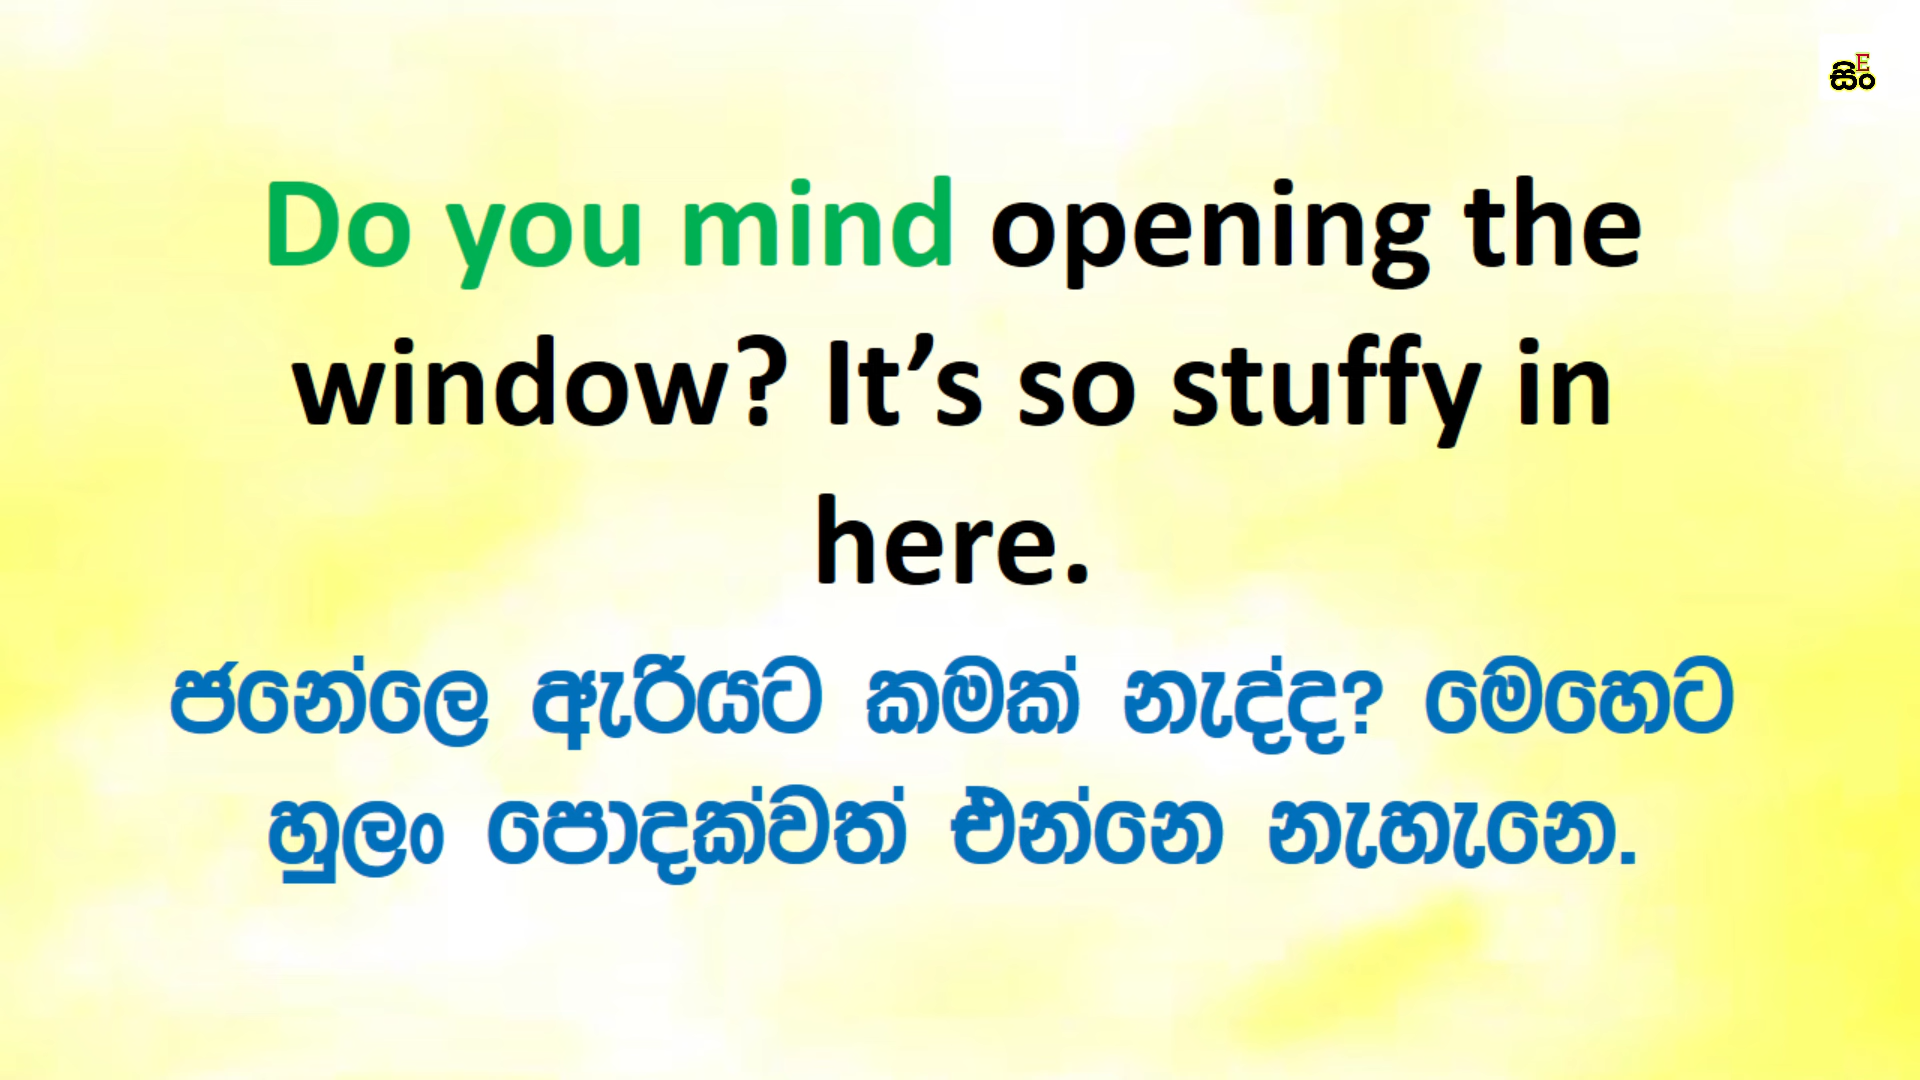 සිංE
Do you mind opening the
window? It’s so stuffy in
here.
ජනේලෙ ඇරියට කමක් නැද්ද? මෙහෙට
හුලං පොදක්වත් එන්නෙ නැහැනෙ.